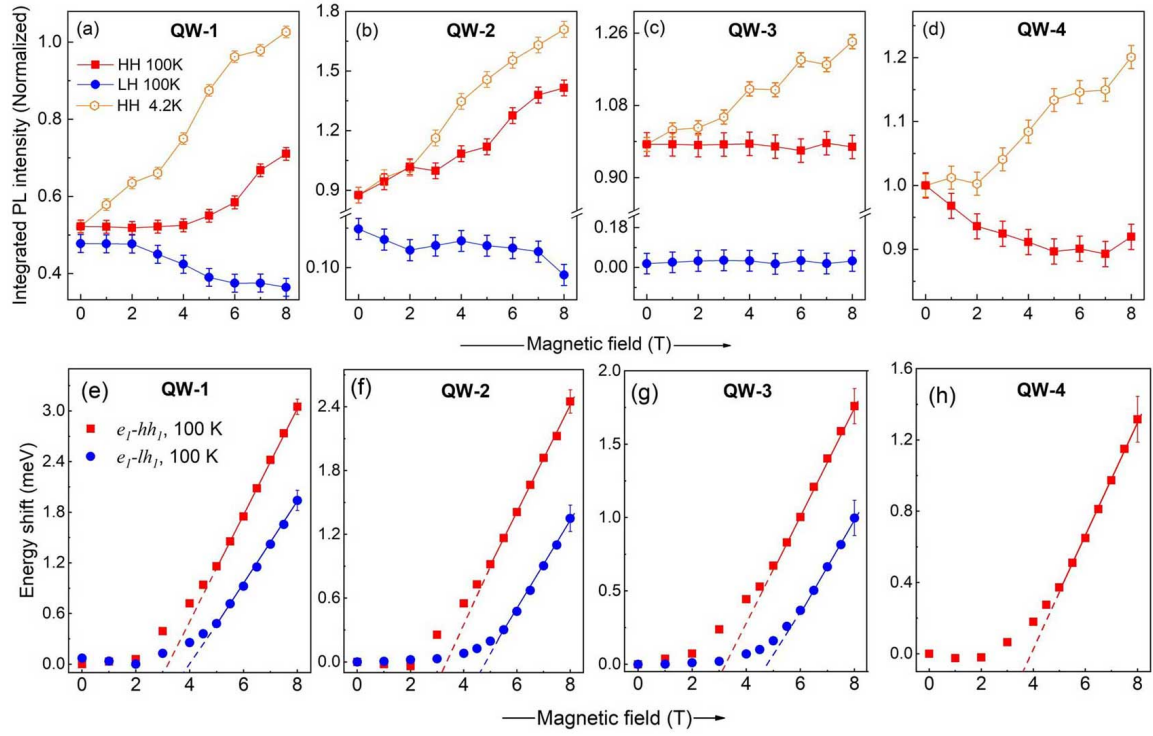 (a) QW-1
HH 100K
LH 100K
HH 4.2K
1.0
0.8
0.6
0.4
0 2 4 6 8
Integrated PL intensity (Normalized)
(b) QW-2
1.8
1.5
1.2
0.9
0.10
0 2 4 6 8
(c) QW-3
1.26
1.08
0.90
0.18
0.00
0 2 4 6 8
(d) QW-4
1.2
1.1
1.0
0.9
0 2 4 6 8
Magnetic field (T)
(e) QW-1
e1-hh1, 100 K
e1-lh1, 100 K
3.0
2.4
1.8
1.2
0.6
0.0
0 2 4 6 8
Energy shift (meV)
(f) QW-2
2.4
1.8
1.2
0.6
0.0
0 2 4 6 8
(g) QW-3
2.0
1.5
1.0
0.5
0.0
0 2 4 6 8
(h) QW-4
1.6
1.2
0.8
0.4
0.0
0 2 4 6 8
Magnetic field (T)